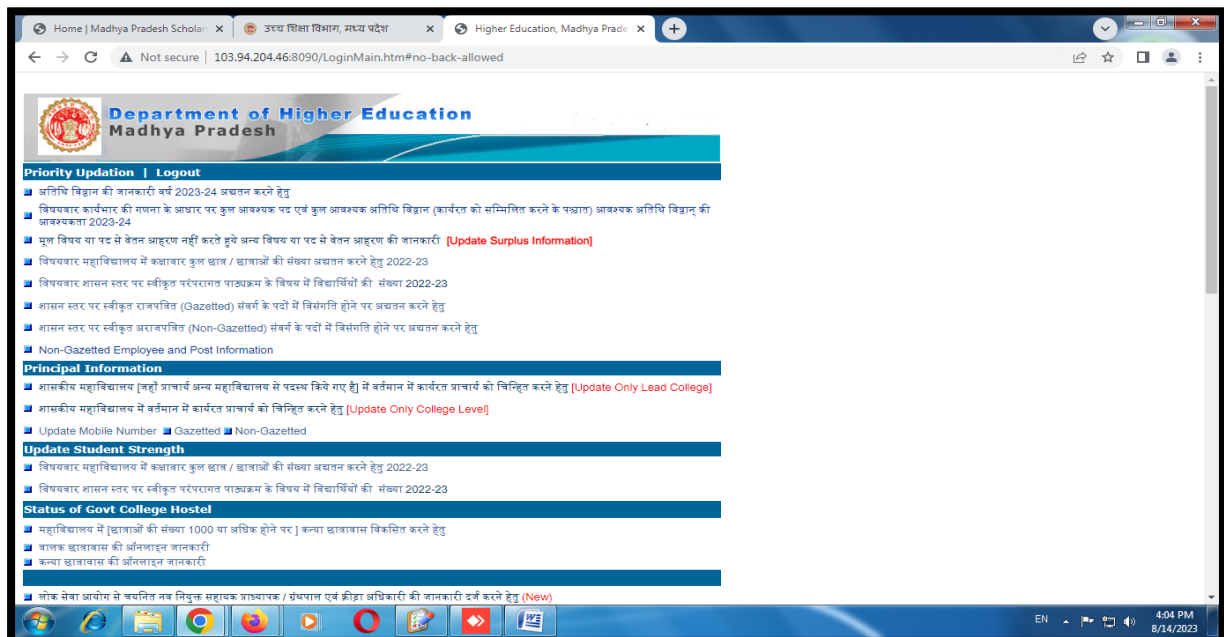 Home | Madhya Pradesh Scholar
उच्च शिक्षा विभाग, मध्य प्रदेश
Higher Education, Madhya Prade
Not secure | 103.94.204.46:8090/LoginMain.htm#no-back-allowed
Department of Higher Education
Madhya Pradesh
Priority Updation | Logout
अतिथि विद्वान की जानकारी वर्ष 2023-24 अद्यतन करने हेतु
विषयवार कार्यभार की गणना के आधार पर कुल आवश्यक पद एवं कुल आवश्यक अतिथि विद्वान (कार्यरत को सम्मिलित करने के पश्चात) आवश्यक अतिथि विद्वान् की
आवश्यकता 2023-24
मूल विषय या पद से वेतन आहरण नहीं करते हुये अन्य विषय या पद से वेतन आहरण की जानकारी [Update Surplus Information]
विषयवार महाविद्यालय में कक्षावार कुल छात्र / छात्राओं की संख्या अद्यतन करने हेतु 2022-23
विषयवार शासन स्तर पर स्वीकृत परंपरागत पाठ्यक्रम के विषय में विद्यार्थियों की संख्या 2022-23
शासन स्तर पर स्वीकृत राजपत्रित (Gazetted) संवर्ग के पदों में विसंगति होने पर अद्यतन करने हेतु
शासन स्तर पर स्वीकृत अराजपत्रित (Non-Gazetted) संवर्ग के पदों में विसंगति होने पर अद्यतन करने हेतु
Non-Gazetted Employee and Post Information
Principal Information
शासकीय महाविद्यालय [जहाँ प्राचार्य अन्य महाविद्यालय से पदस्थ किये गए है] में वर्तमान में कार्यरत प्राचार्य को चिन्हित करने हेतु [Update Only Lead College]
शासकीय महाविद्यालय में वर्तमान में कार्यरत प्राचार्य को चिन्हित करने हेतु [Update Only College Level]
Update Mobile Number Gazetted Non-Gazetted
Update Student Strength
विषयवार महाविद्यालय में कक्षावार कुल छात्र / छात्राओं की संख्या अद्यतन करने हेतु 2022-23
विषयवार शासन स्तर पर स्वीकृत परंपरागत पाठ्यक्रम के विषय में विद्यार्थियों की संख्या 2022-23
Status of Govt College Hostel
महाविद्यालय में [छात्राओं की संख्या 1000 या अधिक होने पर ] कन्या छात्रावास विकसित करने हेतु
बालक छात्रावास की ऑनलाइन जानकारी
कन्या छात्रावास की ऑनलाइन जानकारी
लोक सेवा आयोग से चयनित नव नियुक्त सहायक प्राध्यापक / ग्रंथपाल एवं क्रीड़ा अधिकारी की जानकारी दर्ज करने हेतु (New)
EN
4:04 PM
8/14/2023